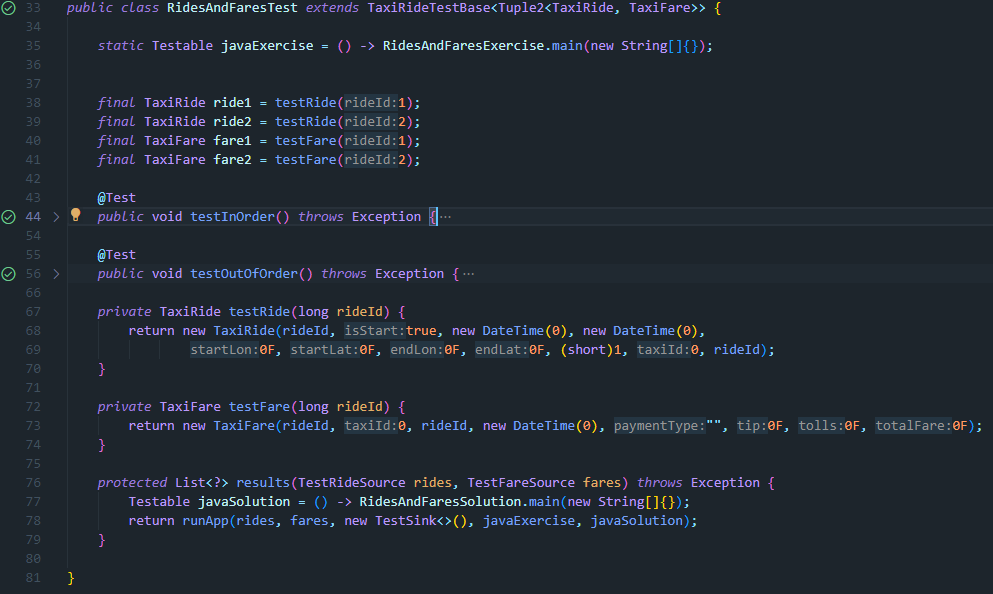 33 public class RidesAndFaresTest extends TaxiRideTestBase<Tuple2<TaxiRide, TaxiFare>> {
34
35 static Testable javaExercise = () -> RidesAndFaresExercise.main(new String[]{});
36
37
38 final TaxiRide ride1 = testRide(rideId:1);
39 final TaxiRide ride2 = testRide(rideId:2);
40 final TaxiFare fare1 = testFare(rideId:1);
41 final TaxiFare fare2 = testFare(rideId:2);
42
43 @Test
44 public void testInOrder() throws Exception {···
54
55 @Test
56 public void testOutOfOrder() throws Exception {···
66
67 private TaxiRide testRide(long rideId) {
68 return new TaxiRide(rideId, isStart:true, new DateTime(0), new DateTime(0),
69 startLon:0F, startLat:0F, endLon:0F, endLat:0F, (short)1, taxiId:0, rideId);
70 }
71
72 private TaxiFare testFare(long rideId) {
73 return new TaxiFare(rideId, taxiId:0, rideId, new DateTime(0), paymentType:"", tip:0F, tolls:0F, totalFare:0F);
74 }
75
76 protected List<?> results(TestRideSource rides, TestFareSource fares) throws Exception {
77 Testable javaSolution = () -> RidesAndFaresSolution.main(new String[]{});
78 return runApp(rides, fares, new TestSink<>(), javaExercise, javaSolution);
79 }
80
81 }